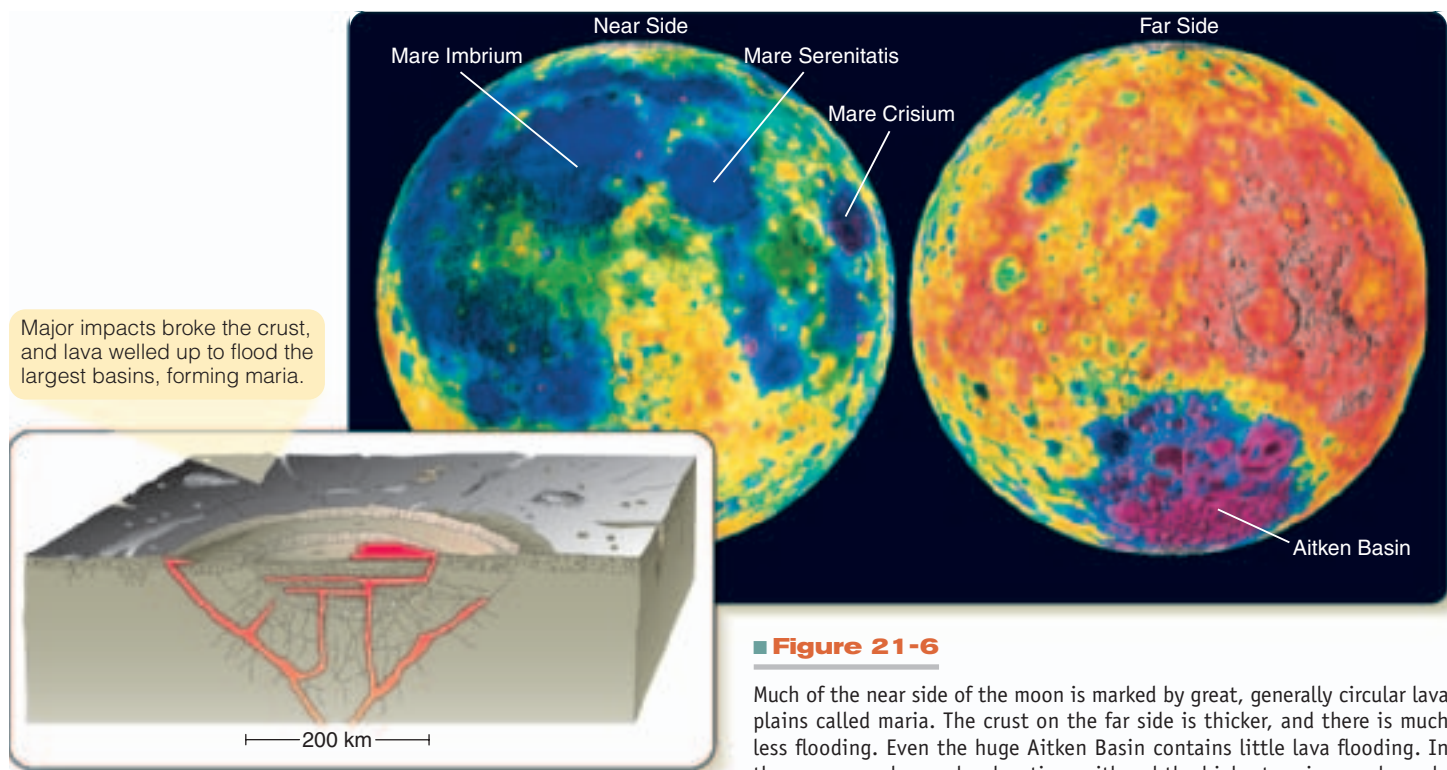 Near Side
Far Side
Mare Imbrium
Mare Serenitatis
Mare Crisium
Major impacts broke the crust,
and lava welled up to flood the
largest basins, forming maria.
Aitken Basin
200 km
Figure 21-6
Much of the near side of the moon is marked by great, generally circular lava
plains called maria. The crust on the far side is thicker, and there is much
less flooding. Even the huge Aitken Basin contains little lava flooding. In